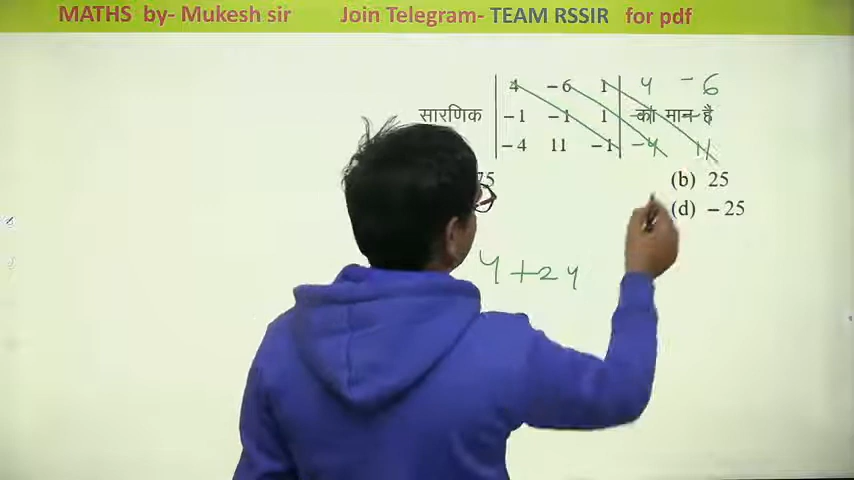 MATHS by- Mukesh sir Join Telegram- TEAM RSSIR for pdf
4 -6 1 4 -6
सारणिक -1 -1 1 का मान है
-4 11 -1 -4 11
75 (b) 25
(d) -25
4 +24